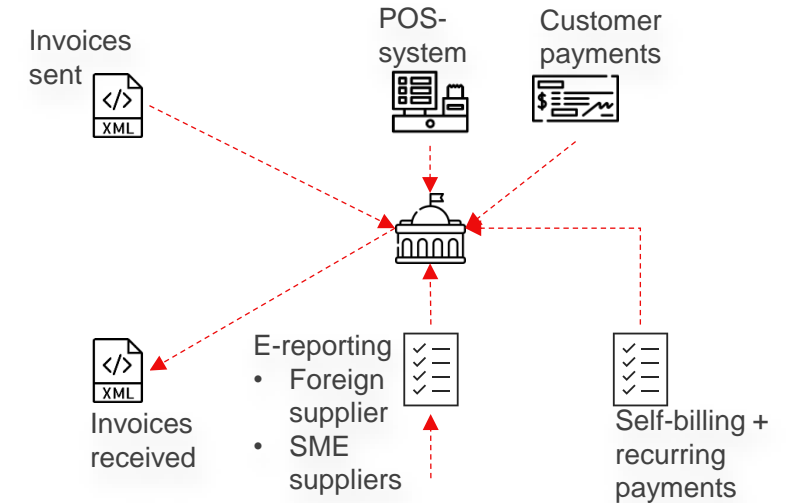 Invoices
sent
XML
POS-
system
Customer
payments
$
XML
Invoices
received
E-reporting
• Foreign
supplier
• SME
suppliers
Self-billing +
recurring
payments